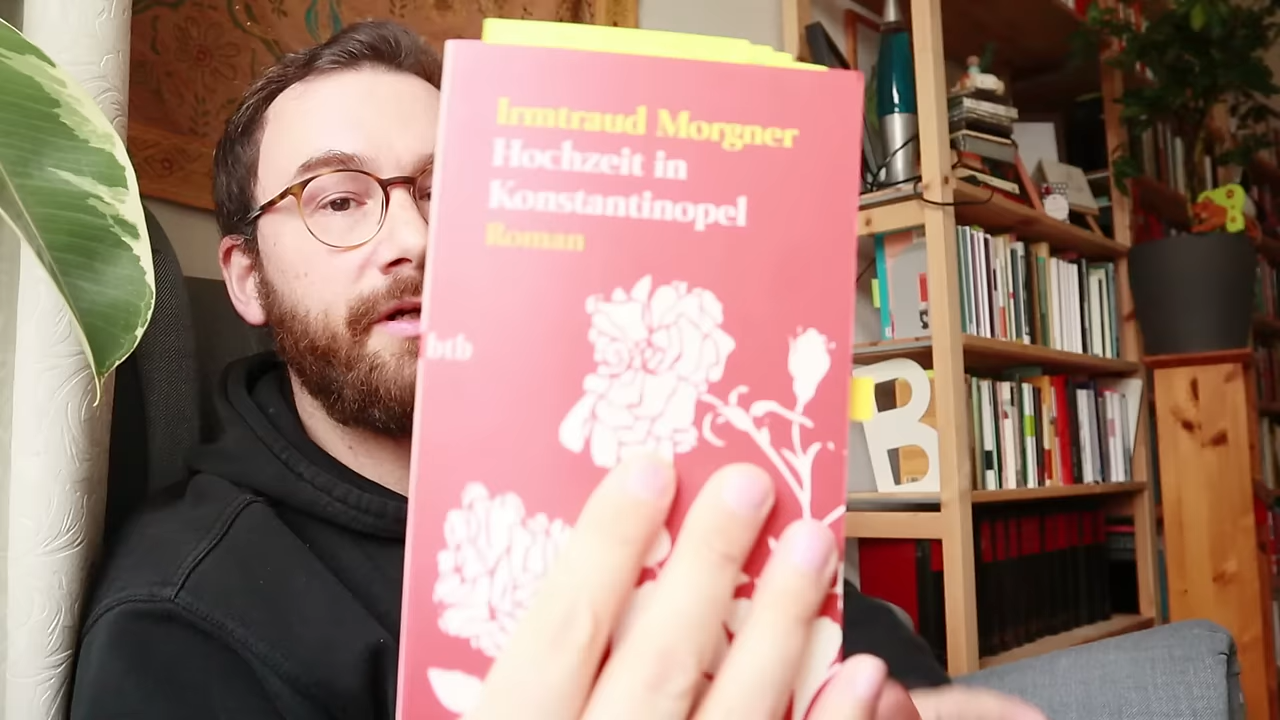 Irmtraud Morgner
Hochzeit in
Konstantinopel
Roman
btb
B